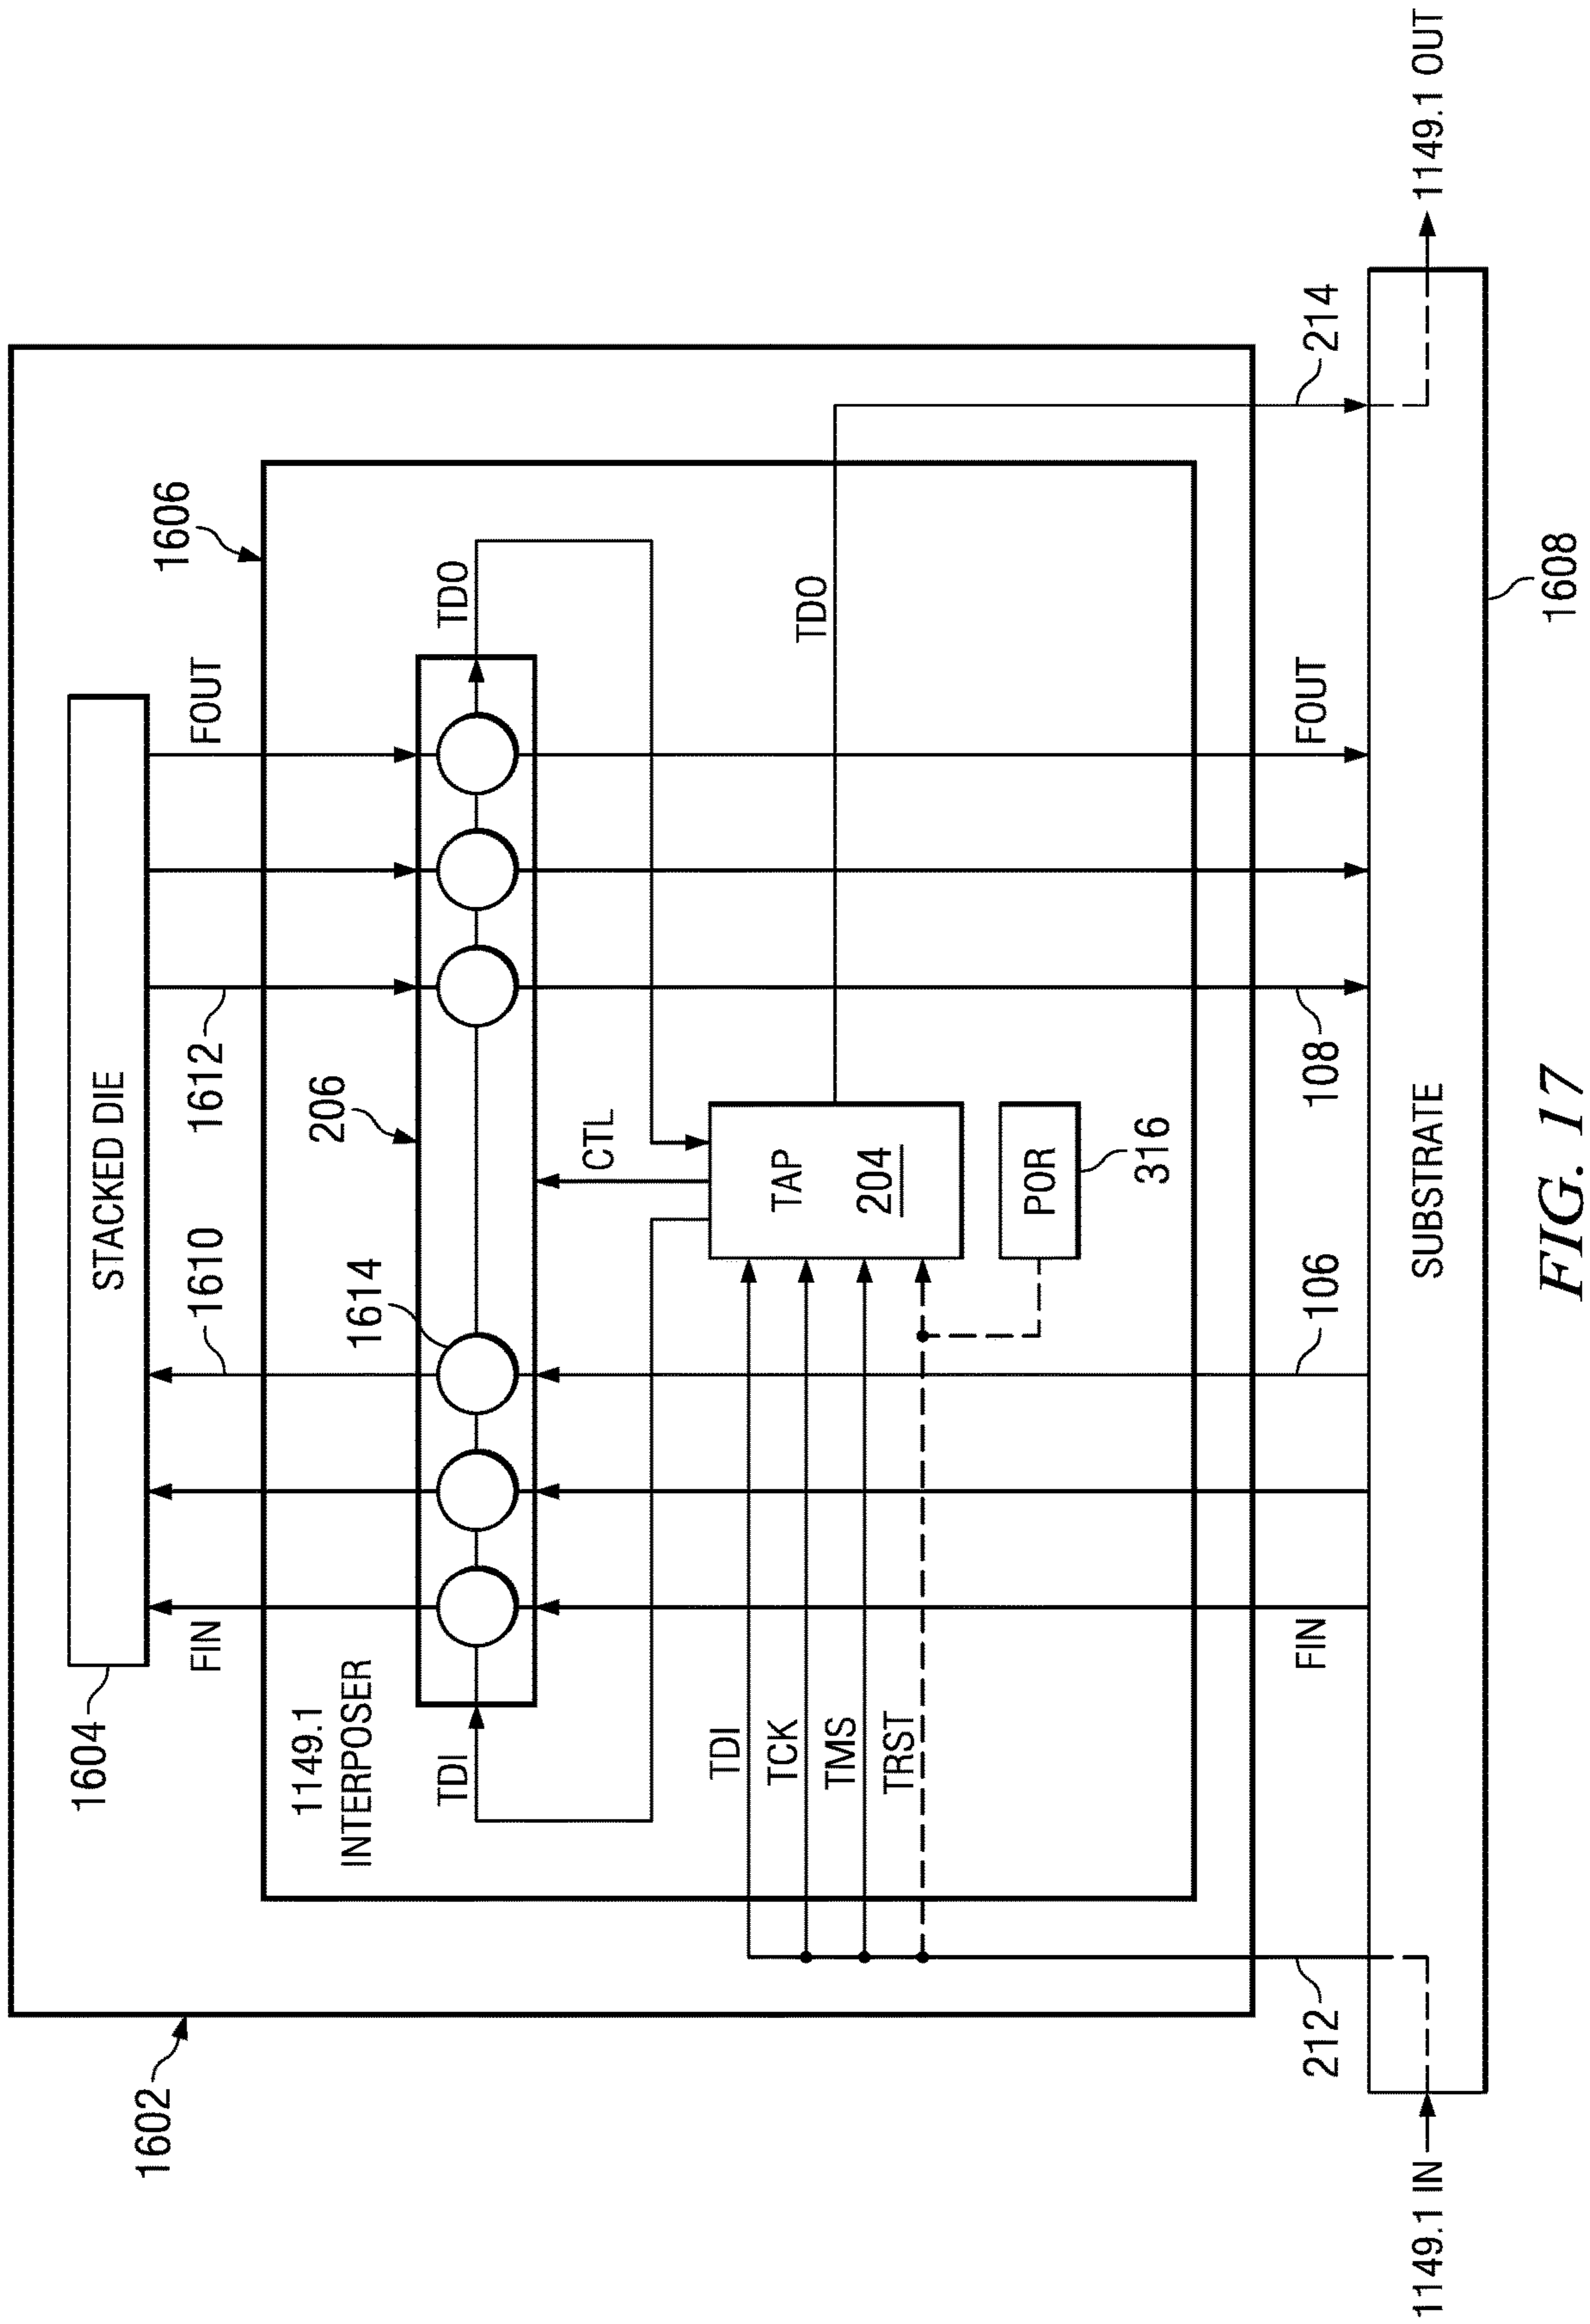 1602
1604
STACKED DIE
FIN
1610
1612
FOUT
1606
1149.1
INTERPOSER
1614
206
TDI
TDO
CTL
TDI
TCK
TMS
TRST
TAP
204
POR
316
TDO
212
FIN
106
108
FOUT
214
1149.1 IN
SUBSTRATE
1149.1 OUT
1608
FIG. 17